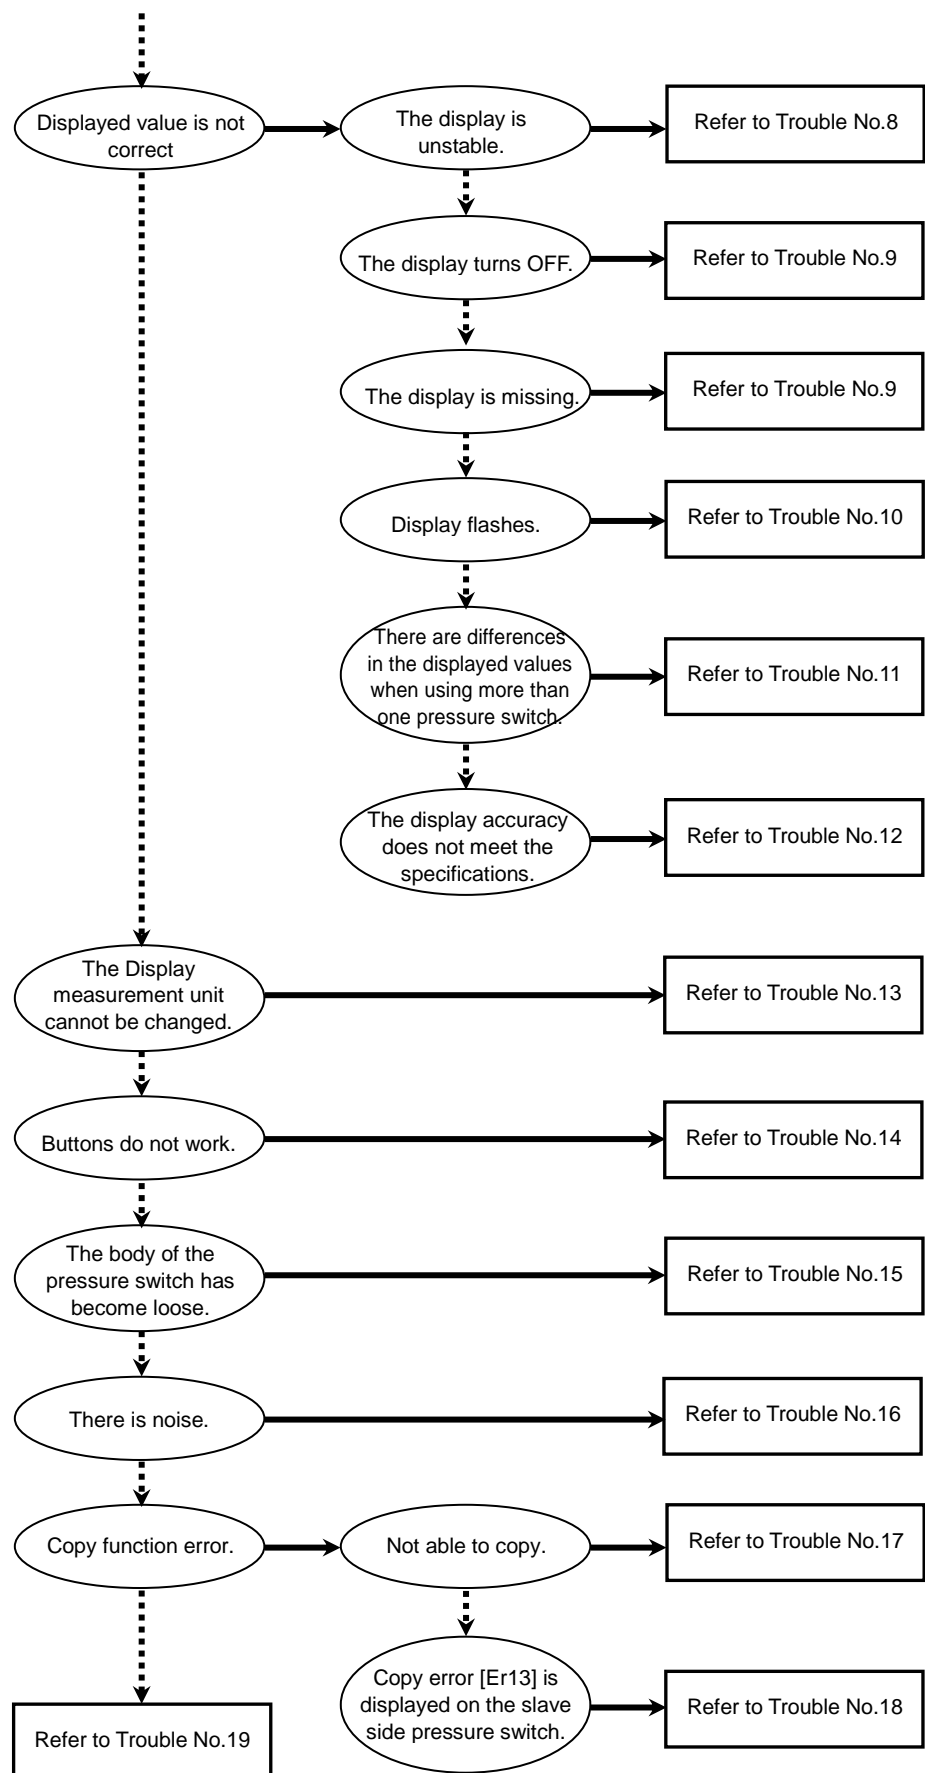 Displayed value is not
correct
The display is
unstable.
Refer to Trouble No.8
The display turns OFF.
Refer to Trouble No.9
The display is missing.
Refer to Trouble No.9
Display flashes.
Refer to Trouble No.10
There are differences
in the displayed values
when using more than
one pressure switch.
Refer to Trouble No.11
The display accuracy
does not meet the
specifications.
Refer to Trouble No.12
The Display
measurement unit
cannot be changed.
Refer to Trouble No.13
Buttons do not work.
Refer to Trouble No.14
The body of the
pressure switch has
become loose.
Refer to Trouble No.15
There is noise.
Refer to Trouble No.16
Copy function error.
Not able to copy.
Refer to Trouble No.17
Copy error [Er13] is
displayed on the slave
side pressure switch.
Refer to Trouble No.18
Refer to Trouble No.19